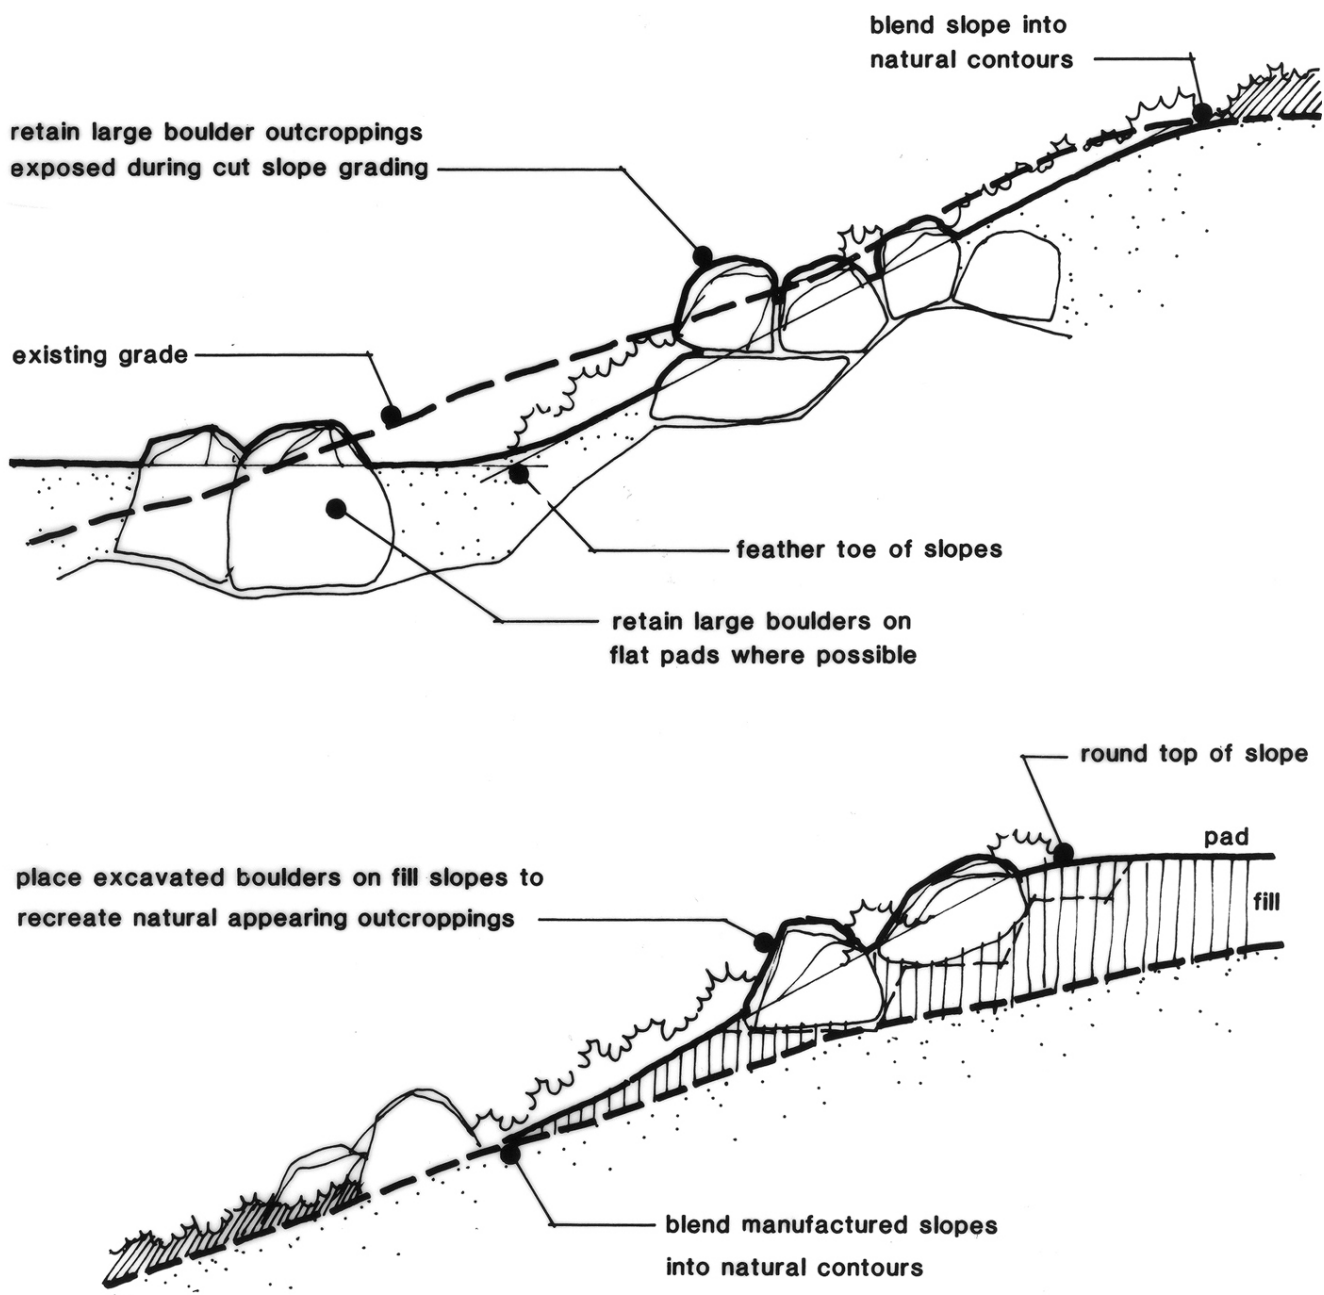 blend slope into
natural contours
retain large boulder outcroppings
exposed during cut slope grading
existing grade
feather toe of slopes
retain large boulders on
flat pads where possible
round top of slope
pad
place excavated boulders on fill slopes to
recreate natural appearing outcroppings
fill
blend manufactured slopes
into natural contours